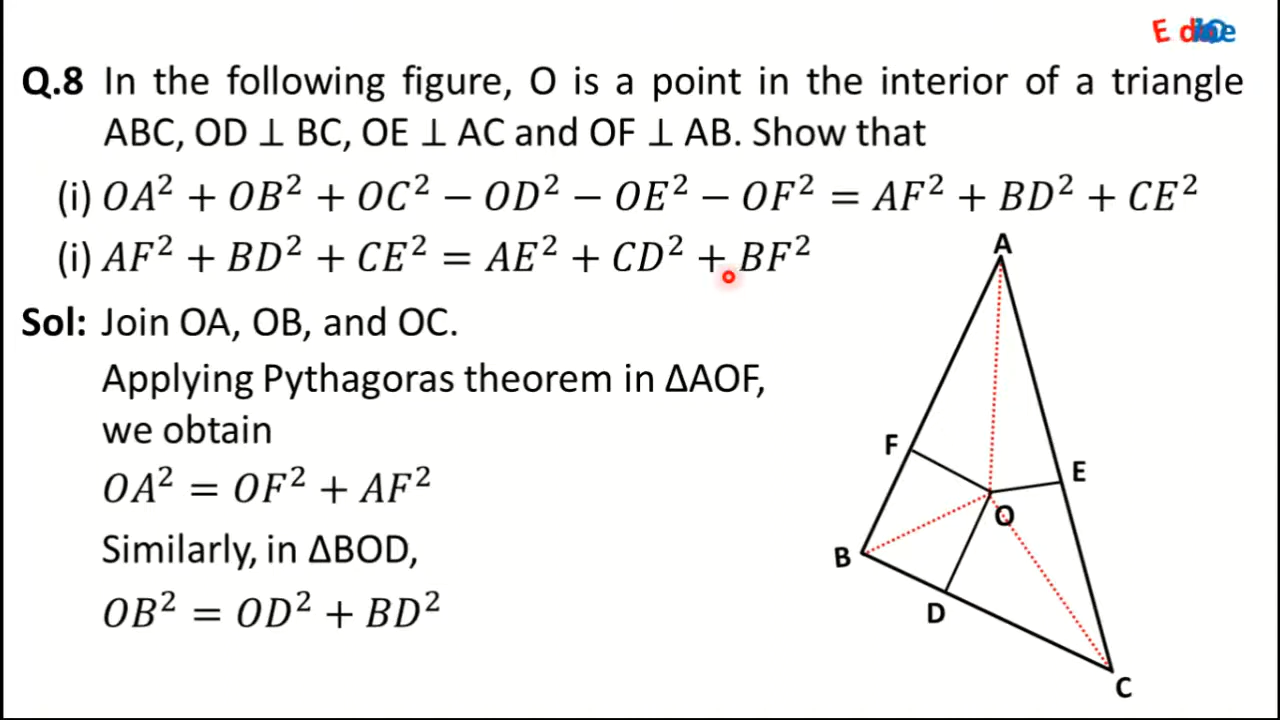 Q.8 In the following figure, O is a point in the interior of a triangle
ABC, OD ⊥ BC, OE ⊥ AC and OF ⊥ AB. Show that
(i) OA² + OB² + OC² − OD² − OE² − OF² = AF² + BD² + CE²
(i) AF² + BD² + CE² = AE² + CD² + BF²
Sol: Join OA, OB, and OC.
Applying Pythagoras theorem in ΔAOF,
we obtain
OA² = OF² + AF²
Similarly, in ΔBOD,
OB² = OD² + BD²
A
F
E
O
B
D
C